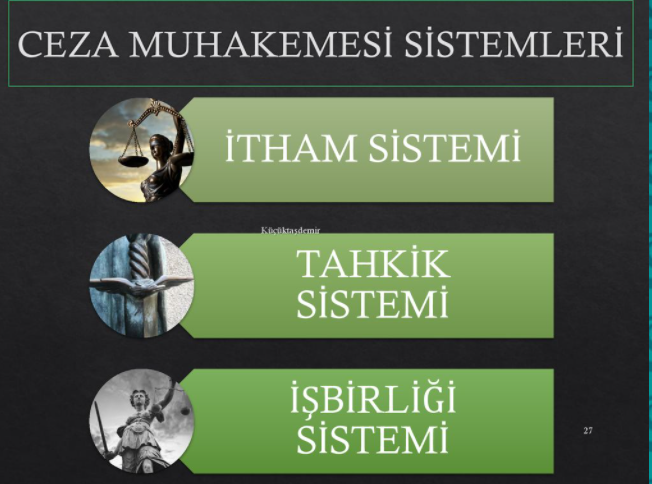 CEZA MUHAKEMESİ SİSTEMLERİ
İTHAM SİSTEMİ
Küçüktaşdemir
TAHKİK
SİSTEMİ
İŞBİRLİĞİ
SİSTEMİ
27